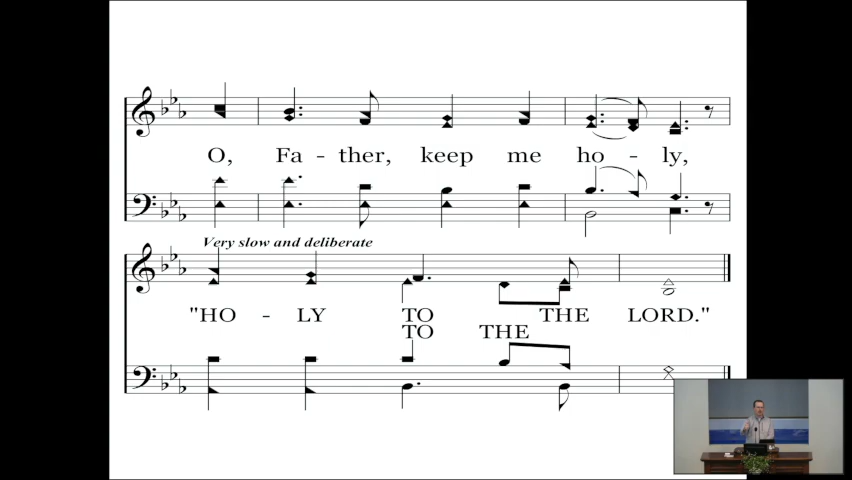 O, Fa - ther, keep me ho - ly,
Very slow and deliberate
"HO - LY TO THE LORD."
TO THE